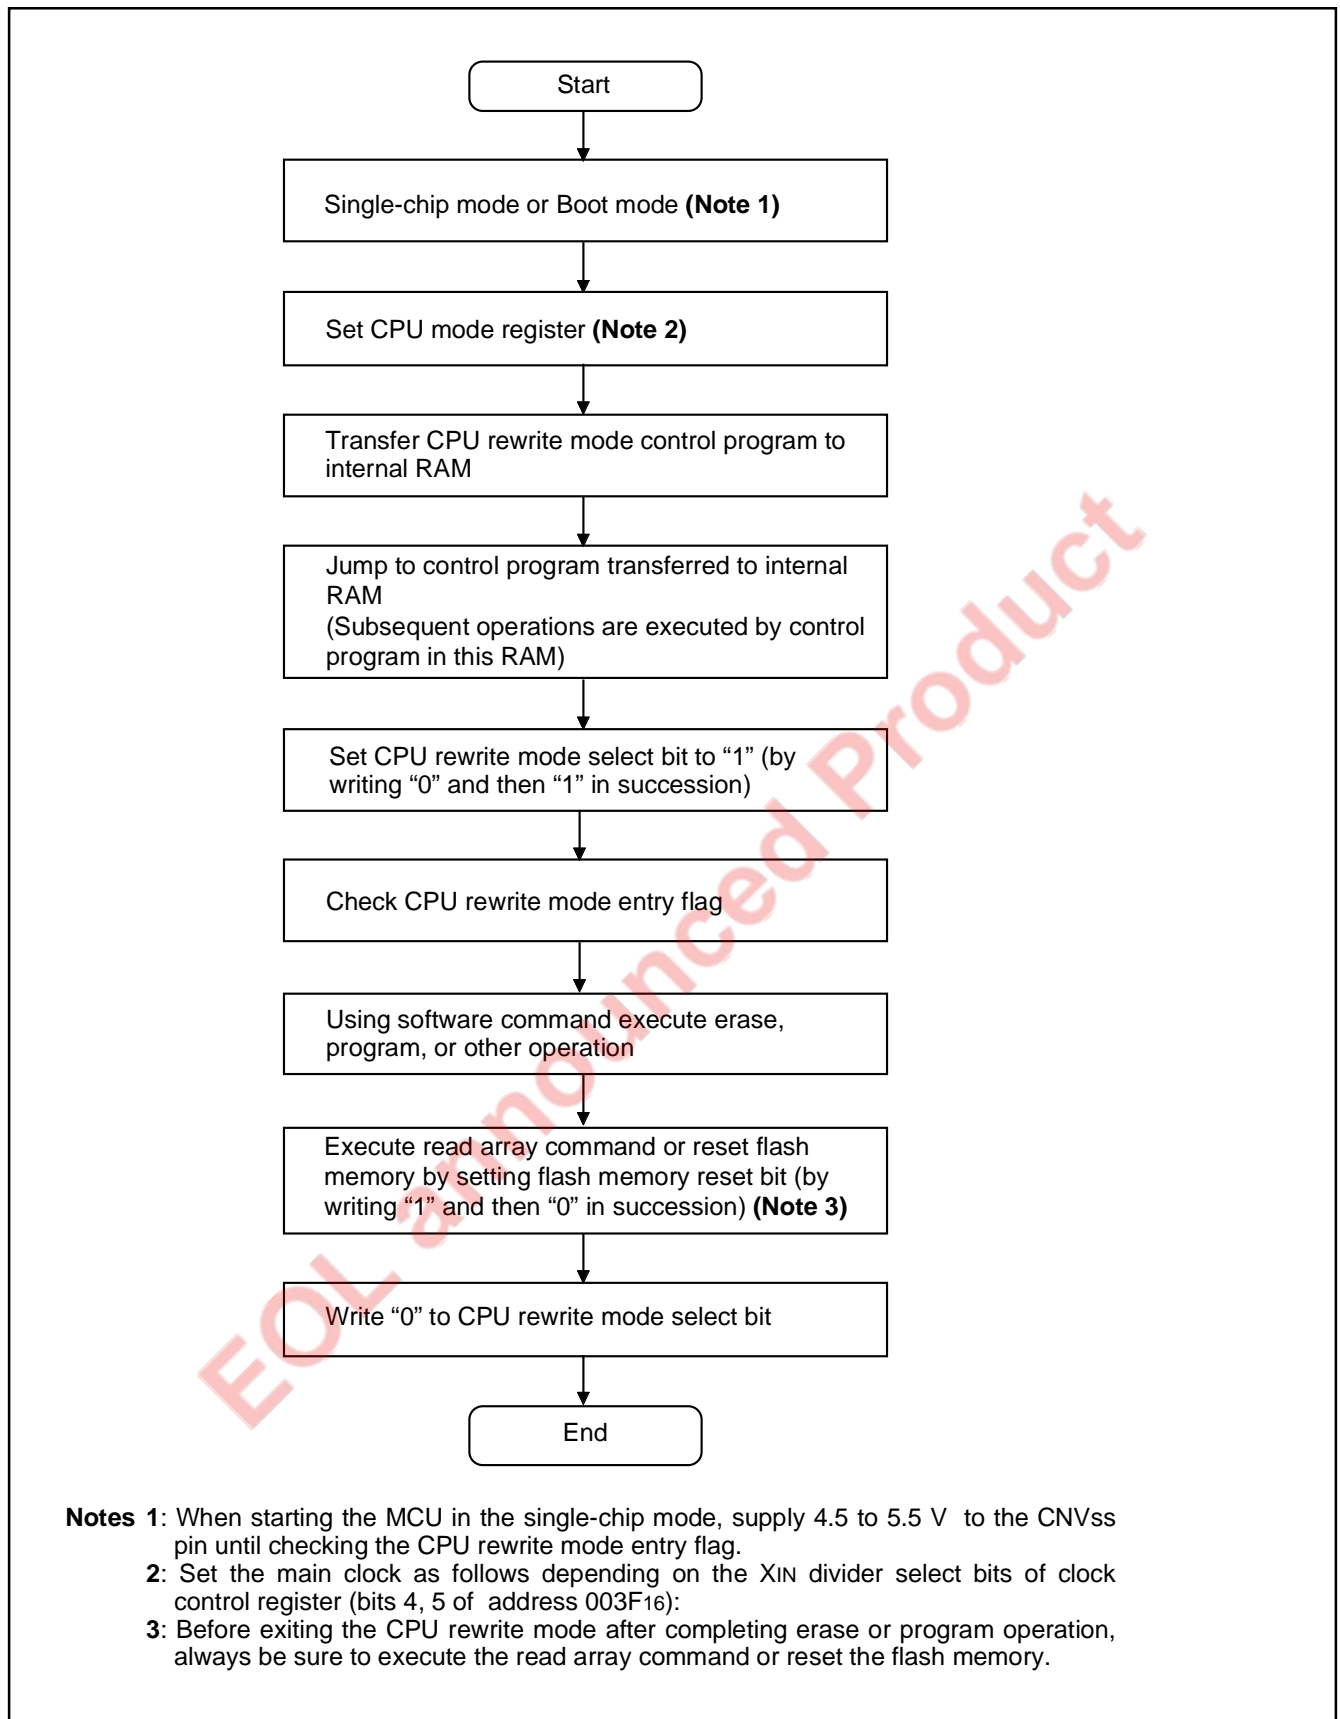 Start
Single-chip mode or Boot mode (Note 1)
Set CPU mode register (Note 2)
Transfer CPU rewrite mode control program to
internal RAM
Jump to control program transferred to internal
RAM
(Subsequent operations are executed by control
program in this RAM)
Set CPU rewrite mode select bit to “1” (by
writing “0” and then “1” in succession)
Check CPU rewrite mode entry flag
Using software command execute erase,
program, or other operation
Execute read array command or reset flash
memory by setting flash memory reset bit (by
writing “1” and then “0” in succession) (Note 3)
Write “0” to CPU rewrite mode select bit
End
EOL announced Product
Notes 1: When starting the MCU in the single-chip mode, supply 4.5 to 5.5 V to the CNVss
pin until checking the CPU rewrite mode entry flag.
2: Set the main clock as follows depending on the XIN divider select bits of clock
control register (bits 4, 5 of address 003F16):
3: Before exiting the CPU rewrite mode after completing erase or program operation,
always be sure to execute the read array command or reset the flash memory.